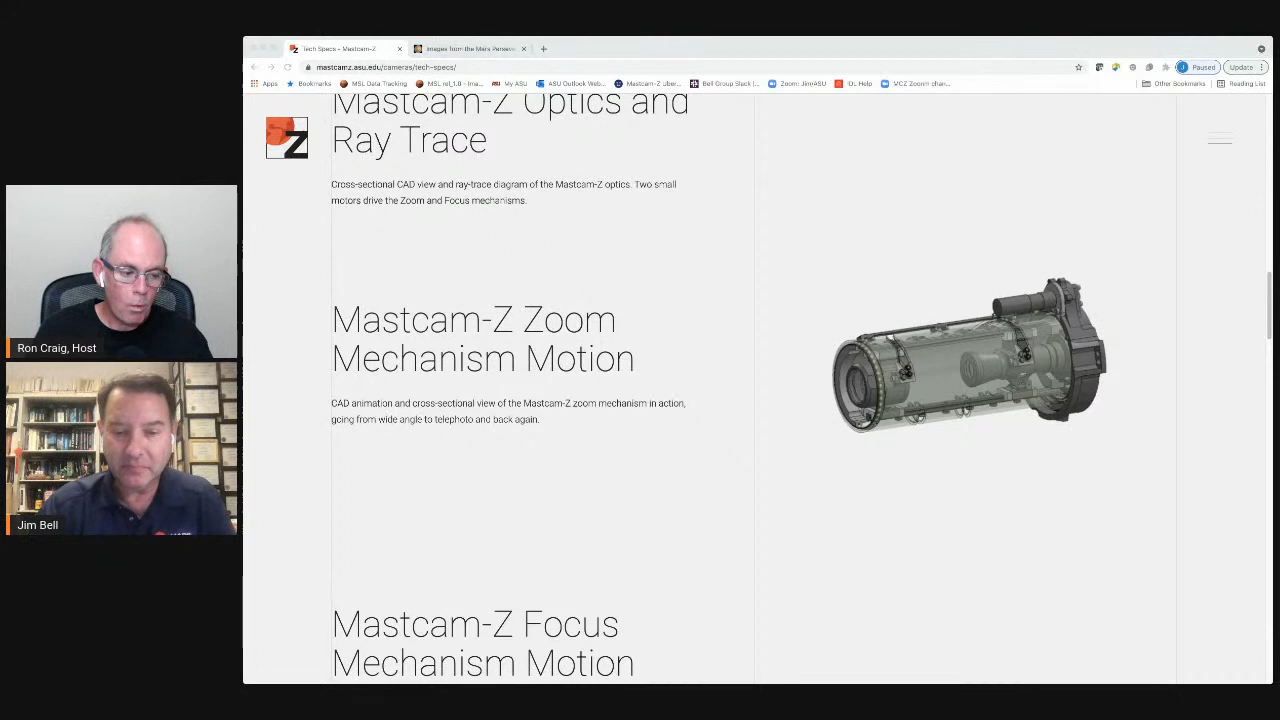 Tech Specs - Mastcam-Z
Images from the Mars Perseve
mastcamz.asu.edu/cameras/tech-specs/
Paused
Update
Apps
Bookmarks
MSL Data Tracking
MSL ref_1.0 - Ima...
My ASU
ASU Outlook Web...
Mastcam-Z Uber...
Bell Group Slack |...
Zoom: Jim/ASU
IDL Help
MCZ Zoom chan...
Other Bookmarks
Reading List
Z
Mastcam-Z Optics and
Ray Trace
Cross-sectional CAD view and ray-trace diagram of the Mastcam-Z optics. Two small
motors drive the Zoom and Focus mechanisms.
Mastcam-Z Zoom
Mechanism Motion
CAD animation and cross-sectional view of the Mastcam-Z zoom mechanism in action,
going from wide angle to telephoto and back again.
Mastcam-Z Focus
Mechanism Motion
Ron Craig, Host
Jim Bell